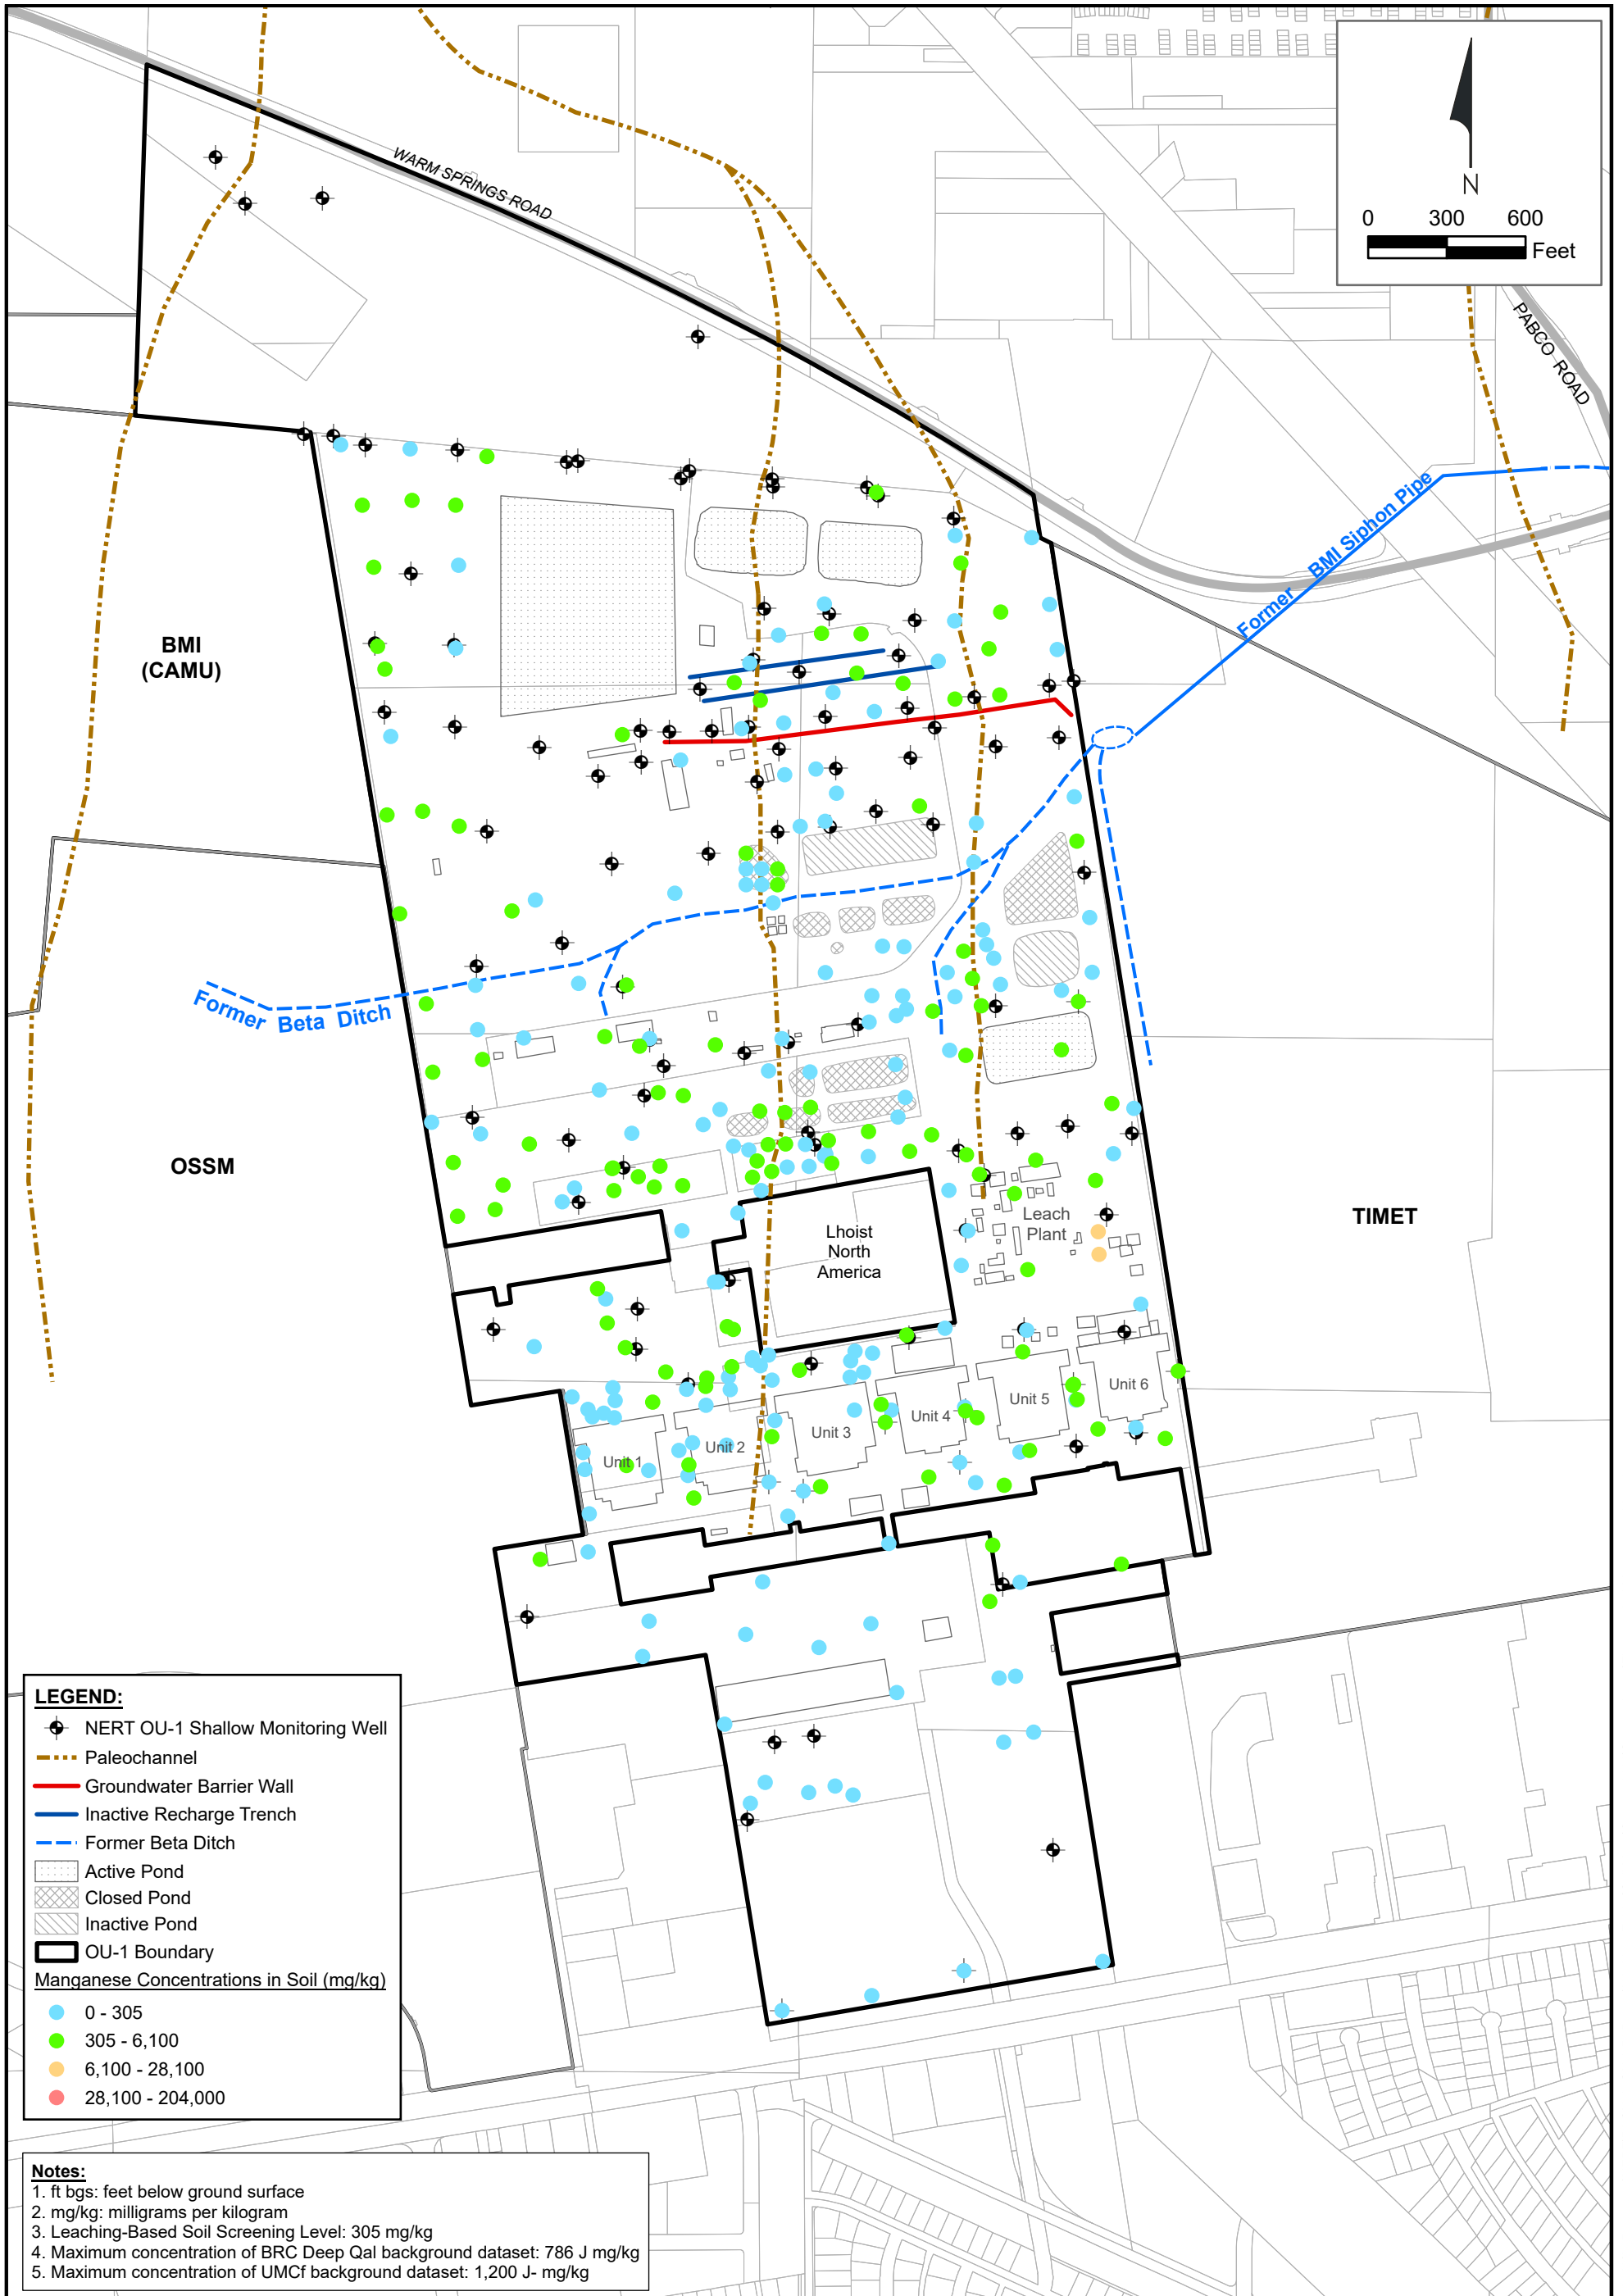 N
0 300 600
Feet
WARM SPRINGS ROAD
PABCO ROAD
Former BMI Siphon Pipe
BMI
(CAMU)
Former Beta Ditch
OSSM
TIMET
Lhoist
North
America
Leach
Plant
Unit 6
Unit 5
Unit 4
Unit 3
Unit 2
Unit 1
LEGEND:
NERT OU-1 Shallow Monitoring Well
Paleochannel
Groundwater Barrier Wall
Inactive Recharge Trench
Former Beta Ditch
Active Pond
Closed Pond
Inactive Pond
OU-1 Boundary
Manganese Concentrations in Soil (mg/kg)
0 - 305
305 - 6,100
6,100 - 28,100
28,100 - 204,000
Notes:
1. ft bgs: feet below ground surface
2. mg/kg: milligrams per kilogram
3. Leaching-Based Soil Screening Level: 305 mg/kg
4. Maximum concentration of BRC Deep Qal background dataset: 786 J mg/kg
5. Maximum concentration of UMCf background dataset: 1,200 J- mg/kg